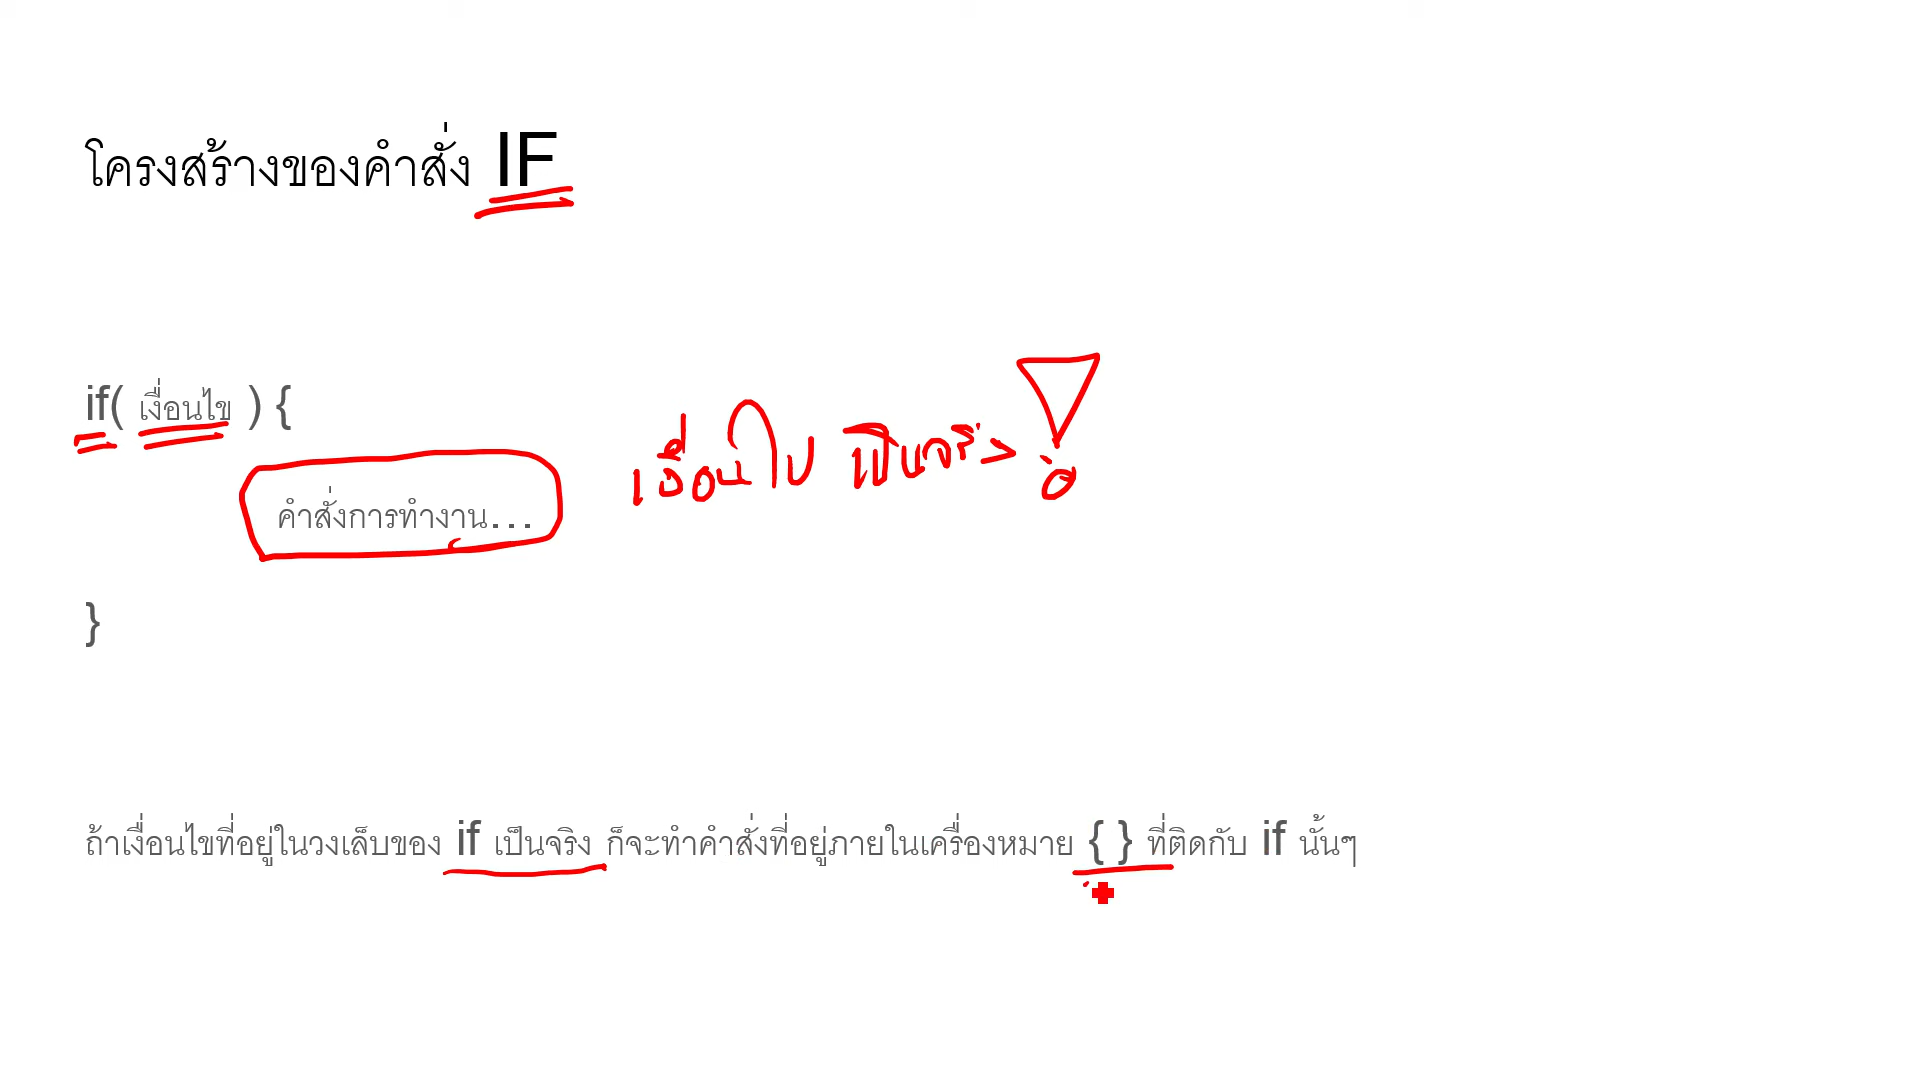 โครงสร้างของคำสั่ง IF
if( เงื่อนไข ) {
คำสั่งการทำงาน...
เงื่อนไข เป็นจริง
}
ถ้าเงื่อนไขที่อยู่ในวงเล็บของ if เป็นจริง ก็จะทำคำสั่งที่อยู่ภายในเครื่องหมาย { } ที่ติดกับ if นั้นๆ